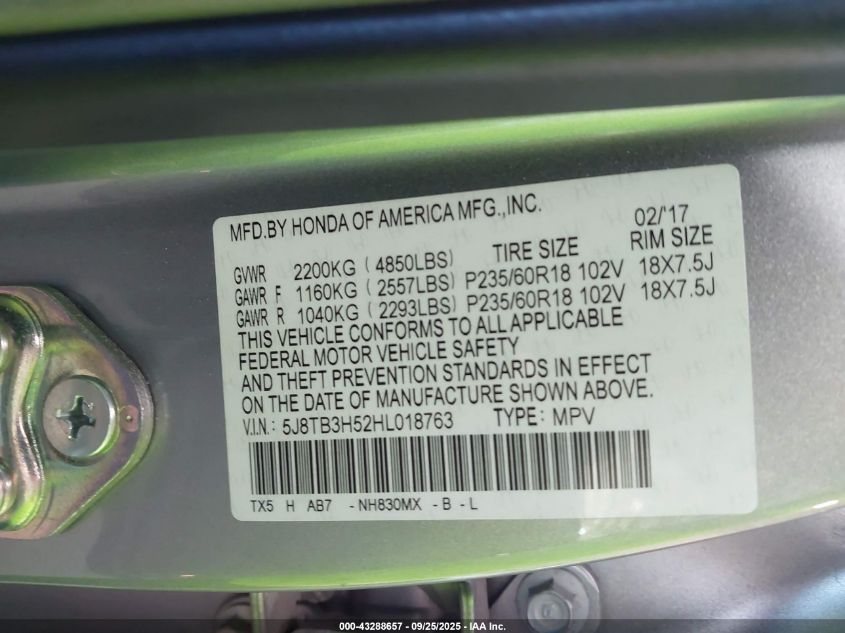 MFD.BY HONDA OF AMERICA MFG.,INC. 02/'17
GVWR 2200KG ( 4850LBS) TIRE SIZE RIM SIZE
GAWR F 1160KG ( 2557LBS) P235/60R18 102V 18X7.5J
GAWR R 1040KG ( 2293LBS) P235/60R18 102V 18X7.5J
THIS VEHICLE CONFORMS TO ALL APPLICABLE
FEDERAL MOTOR VEHICLE SAFETY
AND THEFT PREVENTION STANDARDS IN EFFECT
ON THE DATE OF MANUFACTURE SHOWN ABOVE.
V.I.N.: 5J8TB3H52HL018763 TYPE: MPV
TX5 H AB7 -NH830MX -B -L
000-43288657 - 09/25/2025 - IAA Inc.